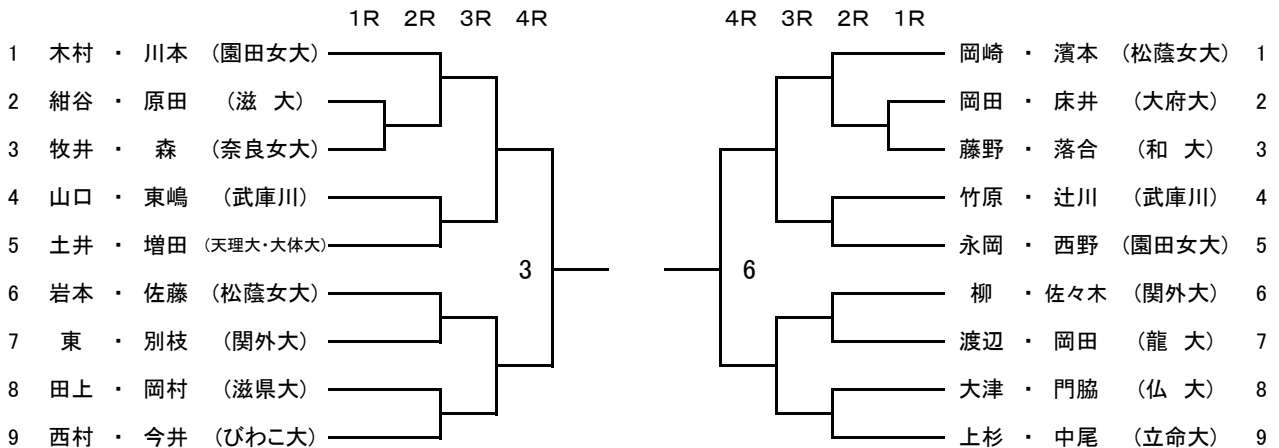 1R 2R 3R 4R 4R 3R 2R 1R
1 木村 ・ 川本 (園田女大) 岡崎 ・ 濱本 (松蔭女大) 1
2 紺谷 ・ 原田 (滋 大) 岡田 ・ 床井 (大府大) 2
3 牧井 ・ 森 (奈良女大) 藤野 ・ 落合 (和 大) 3
4 山口 ・ 東嶋 (武庫川) 竹原 ・ 辻川 (武庫川) 4
5 土井 ・ 増田 (天理大・大体大) 永岡 ・ 西野 (園田女大) 5
3 6
6 岩本 ・ 佐藤 (松蔭女大) 柳 ・ 佐々木 (関外大) 6
7 東 ・ 別枝 (関外大) 渡辺 ・ 岡田 (龍 大) 7
8 田上 ・ 岡村 (滋県大) 大津 ・ 門脇 (仏 大) 8
9 西村 ・ 今井 (びわこ大) 上杉 ・ 中尾 (立命大) 9